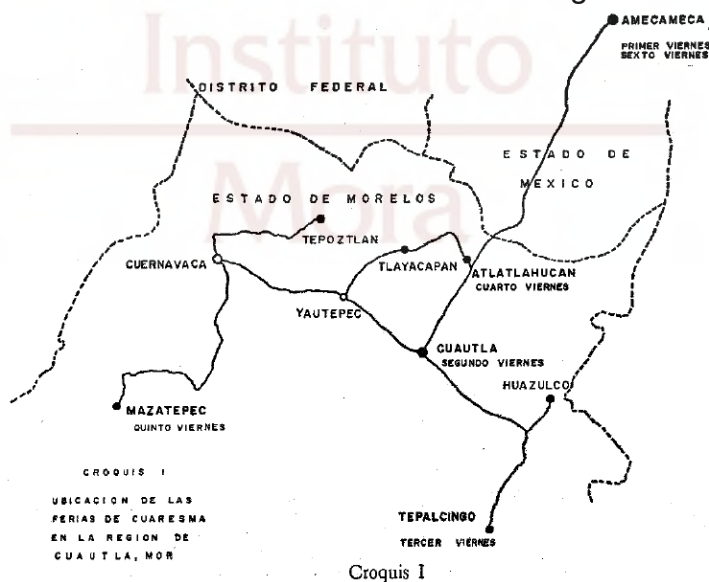 Instituto
Mora
AMECAMECA
PRIMER VIERNES
SEXTO VIERNES
DISTRITO FEDERAL
ESTADO DE
MEXICO
ESTADO DE MORELOS
TEPOZTLAN
CUERNAVACA
TLAYACAPAN
ATLATLAHUCAN
CUARTO VIERNES
YAUTEPEC
CUAUTLA
SEGUNDO VIERNES
HUAZULCO
MAZATEPEC
QUINTO VIERNES
CROQUIS I
UBICACION DE LAS
FERIAS DE CUARESMA
EN LA REGION DE
CUAUTLA, MOR
TEPALCINGO
TERCER VIERNES
Croquis I